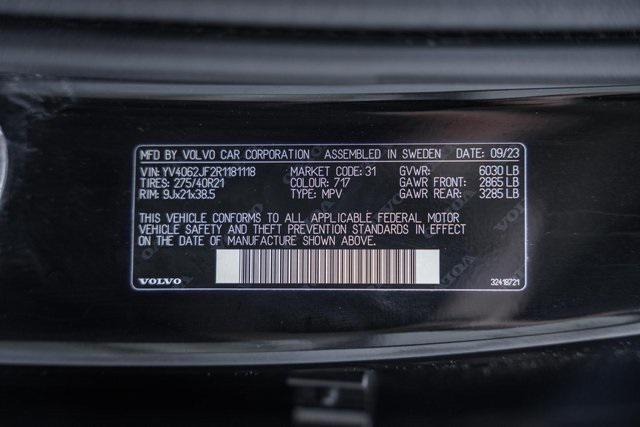 MFD BY VOLVO CAR CORPORATION ASSEMBLED IN SWEDEN DATE: 09/23
VIN: YV4062JF2R1181118 MARKET CODE: 31 GVWR: 6030 LB
TIRES: 275/40R21 COLOUR: 717 GAWR FRONT: 2865 LB
RIM: 9Jx21x38.5 TYPE: MPV GAWR REAR: 3285 LB
THIS VEHICLE CONFORMS TO ALL APPLICABLE FEDERAL MOTOR
VEHICLE SAFETY AND THEFT PREVENTION STANDARDS IN EFFECT
ON THE DATE OF MANUFACTURE SHOWN ABOVE.
VOLVO 32418721